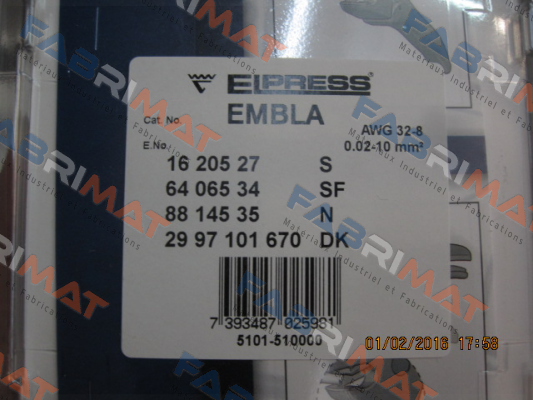 ELPRESS®
Cat. No. EMBLA AWG 32-8
E.No. 0.02-10 mm²
16 205 27 S
64 065 34 SF
88 145 35 N
29 97 101 670 DK
7 393487 025981
5101-510000
01/02/2016 17:58
FABRIMAT
Materiaux Industriel et Fabrications